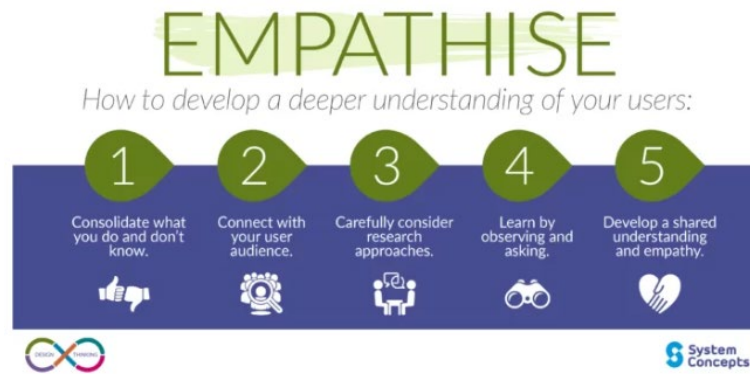 EMPATHISE
How to develop a deeper understanding of your users:
1
Consolidate what
you do and don't
know.
2
Connect with
your user
audience.
3
Carefully consider
research
approaches.
4
Learn by
observing and
asking.
5
Develop a shared
understanding
and empathy.
DESIGN THINKING
System
Concepts